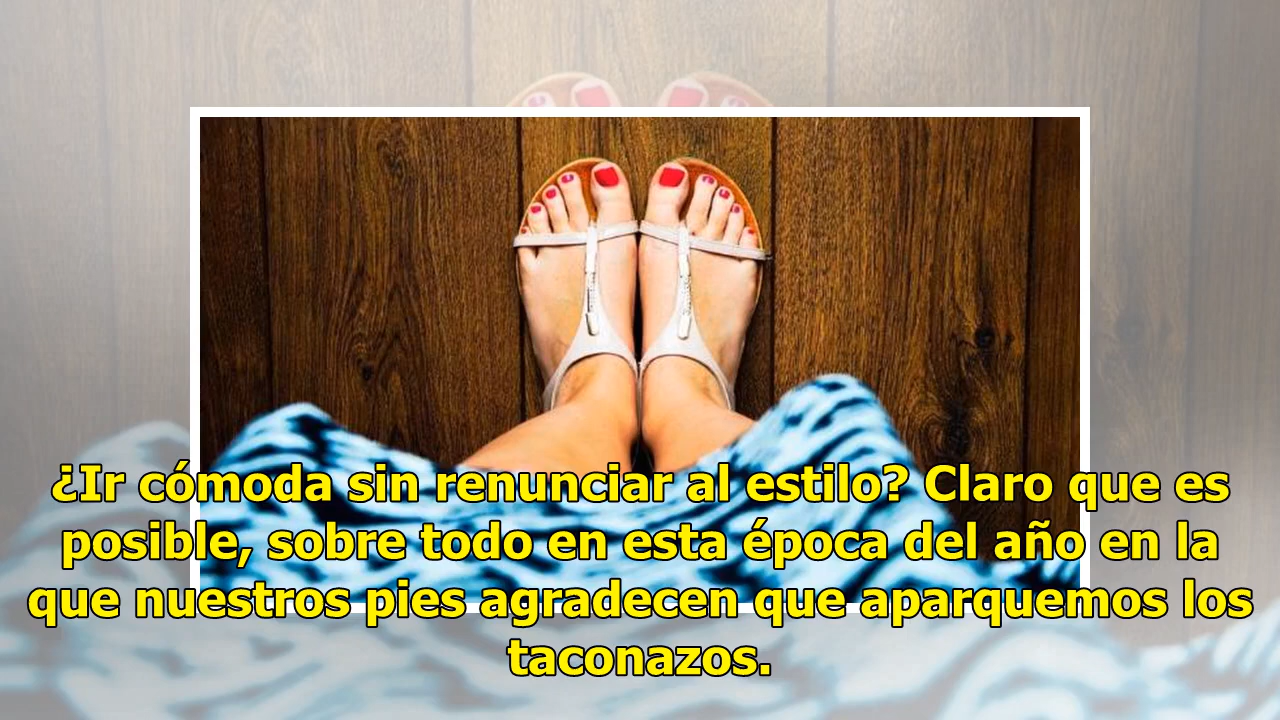 ¿Ir cómoda sin renunciar al estilo? Claro que es
posible, sobre todo en esta época del año en la
que nuestros pies agradecen que aparquemos los
taconazos.